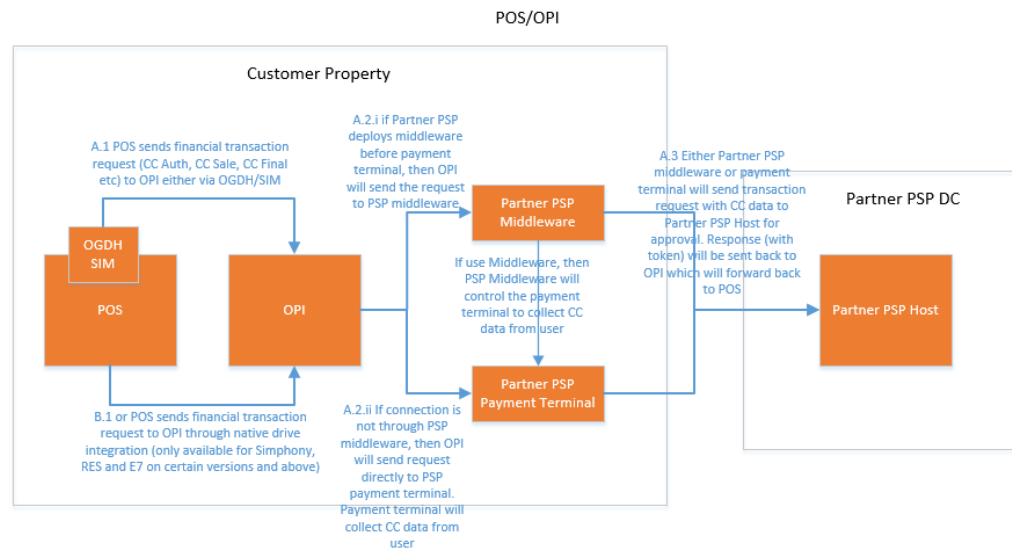 POS/OPI
Customer Property
A.1 POS sends financial transaction
request (CC Auth, CC Sale, CC Final
etc) to OPI either via OGDH/SIM
A.2.i if Partner PSP
deploys middleware
before payment
terminal, then OPI
will send the request
to PSP middleware
A.3 Either Partner PSP
middleware or payment
terminal will send transaction
request with CC data to
Partner PSP Host for
approval. Response (with
token) will be sent back to
OPI which will forward back
to POS
Partner PSP DC
OGDH
SIM
POS
OPI
Partner PSP
Middleware
If use Middleware, then
PSP Middleware will
control the payment
terminal to collect CC
data from user
Partner PSP Host
Partner PSP
Payment Terminal
B.1 or POS sends financial transaction
request to OPI through native drive
integration (only available for Simphony,
RES and E7 on certain versions and above)
A.2.ii If connection is
not through PSP
middleware, then OPI
will send request
directly to PSP
payment terminal.
Payment terminal will
collect CC data from
user